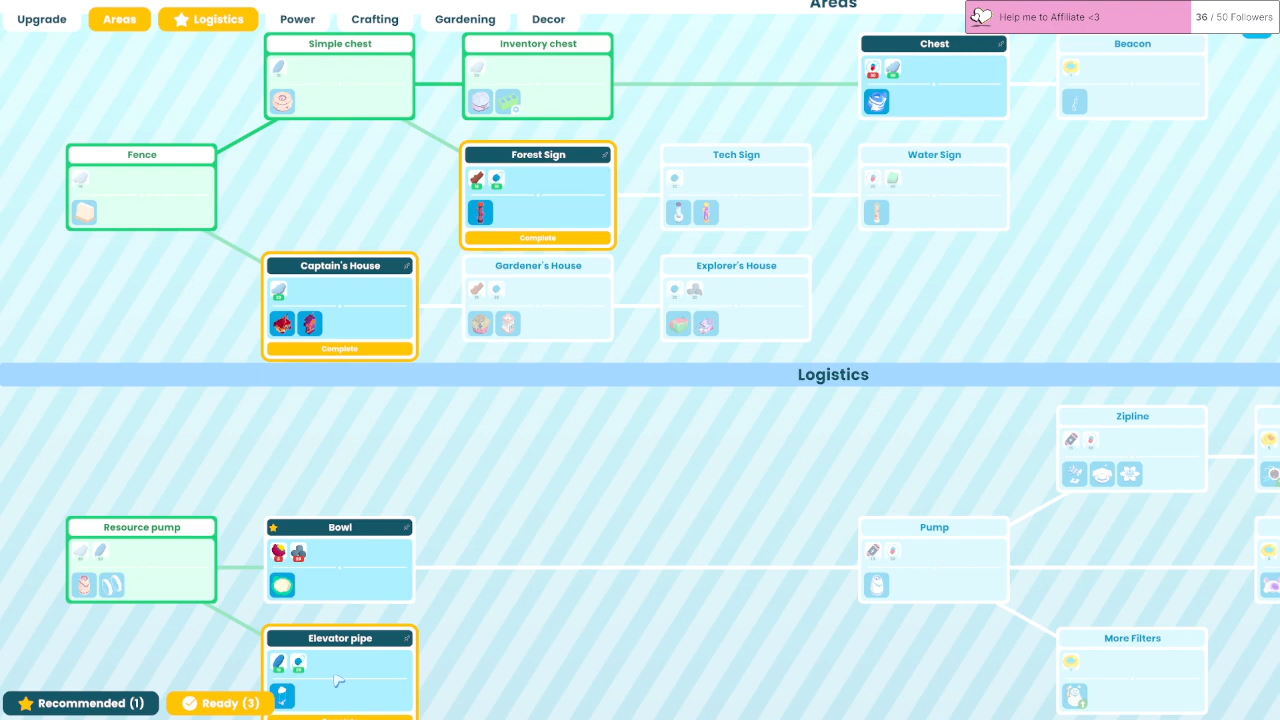 Areas
Help me to Affiliate <3
36 / 50 Followers
Upgrade
Areas
Logistics
Power
Crafting
Gardening
Decor
Simple chest
Inventory chest
Chest
Beacon
Fence
Forest Sign
Tech Sign
Water Sign
Complete
Captain's House
Gardener's House
Explorer's House
Complete
Logistics
Zipline
Resource pump
Bowl
Pump
Elevator pipe
More Filters
Recommended (1)
Ready (3)